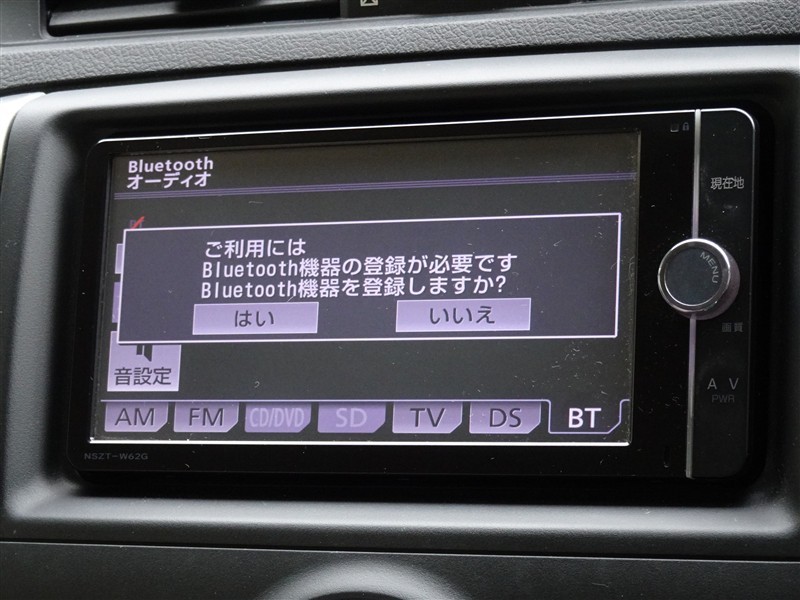 Bluetooth
オーディオ
ご利用には
Bluetooth機器の登録が必要です
Bluetooth機器を登録しますか?
はい
いいえ
音設定
AM
FM
CD/DVD
SD
TV
DS
BT
NSZT-W62G
現在地
MENU
画質
A V
PWR